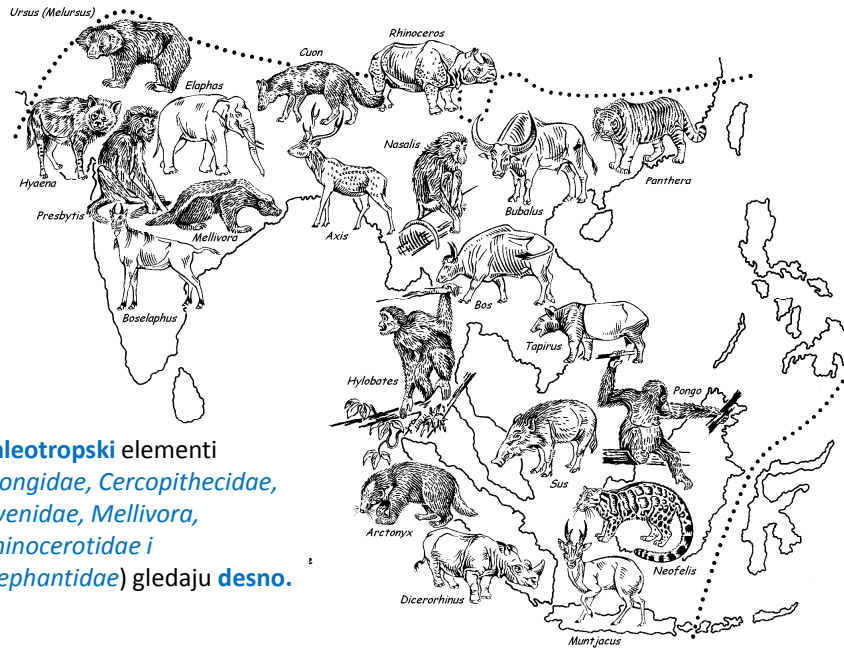 Ursus (Melursus)
Rhinoceros
Cuon
Elaphas
Nasalis
Hyaena
Panthera
Presbytis
Bubalus
Mellivora
Axis
Bos
Boselaphus
Tapirus
Hylobates
Pongo
aleotropski elementi
ongidae, Cercopithecidae,
venidae, Mellivora,
inocerotidae i
ephantidae) gledaju desno.
Sus
Arctonyx
Neofelis
Dicerorhinus
Muntjacus